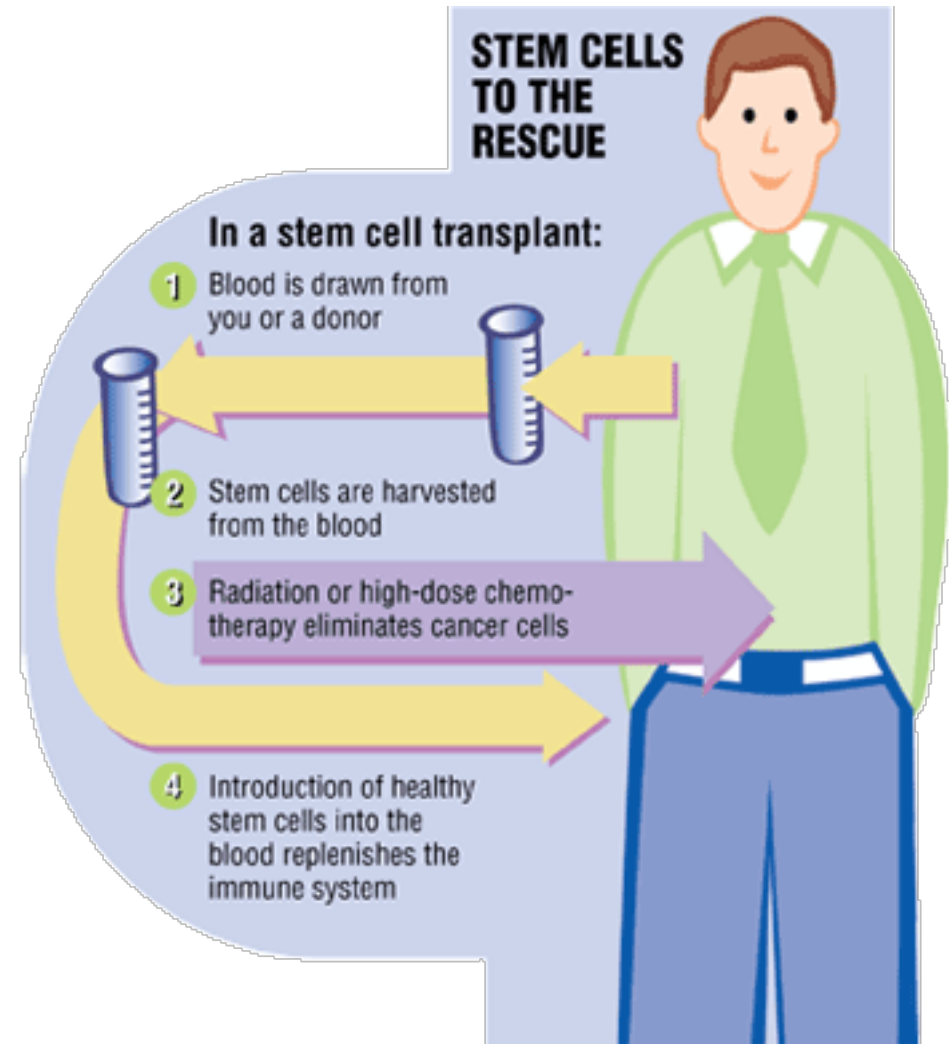 STEM CELLS
TO THE
RESCUE
In a stem cell transplant:
1 Blood is drawn from
you or a donor
2 Stem cells are harvested
from the blood
3 Radiation or high-dose chemo-
therapy eliminates cancer cells
4 Introduction of healthy
stem cells into the
blood replenishes the
immune system